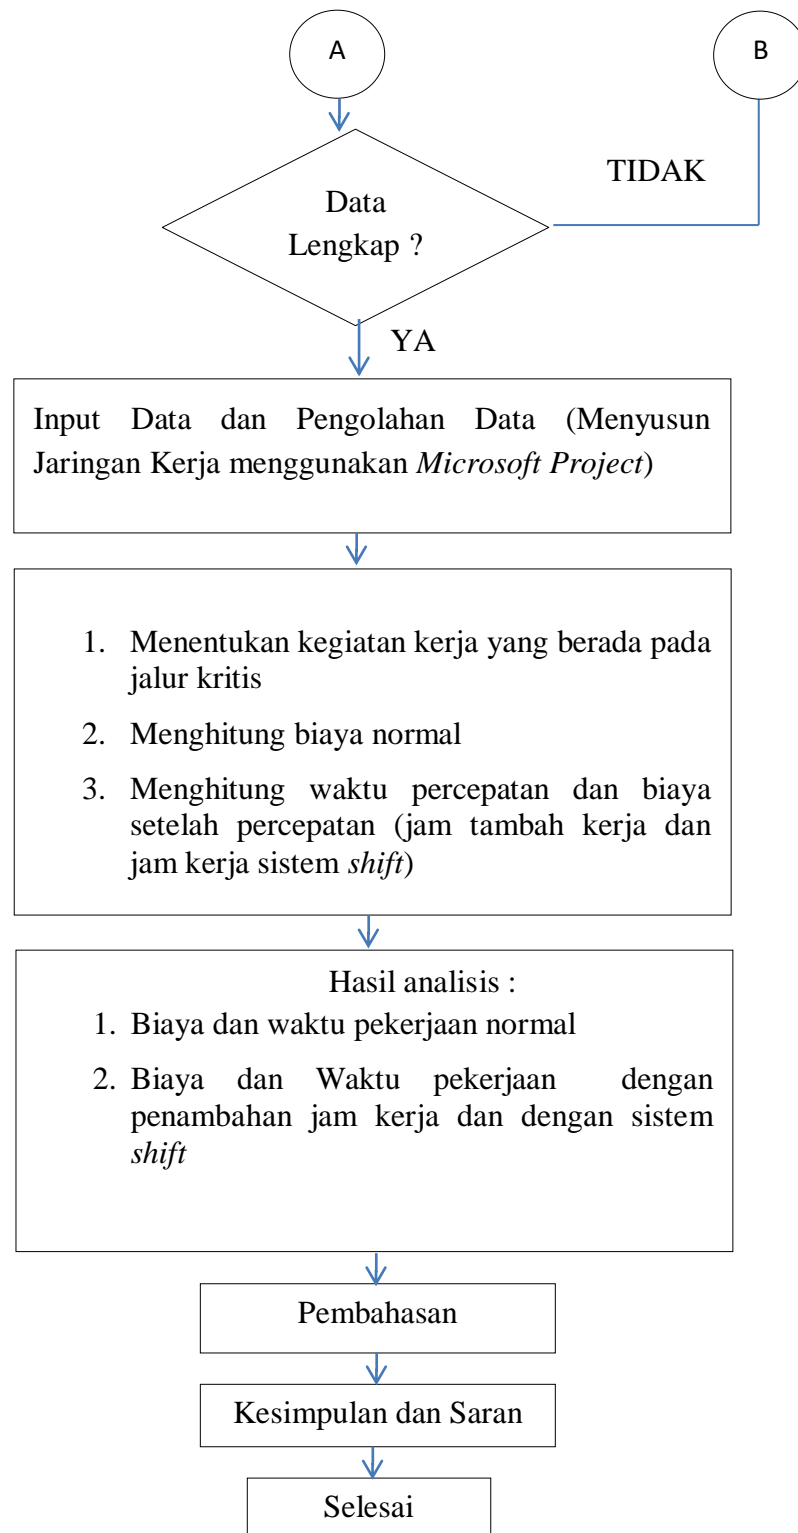 A
B
TIDAK
Data
Lengkap ?
YA
Input Data dan Pengolahan Data (Menyusun
Jaringan Kerja menggunakan Microsoft Project)
1. Menentukan kegiatan kerja yang berada pada
jalur kritis
2. Menghitung biaya normal
3. Menghitung waktu percepatan dan biaya
setelah percepatan (jam tambah kerja dan
jam kerja sistem shift)
Hasil analisis :
1. Biaya dan waktu pekerjaan normal
2. Biaya dan Waktu pekerjaan dengan
penambahan jam kerja dan dengan sistem
shift
Pembahasan
Kesimpulan dan Saran
Selesai